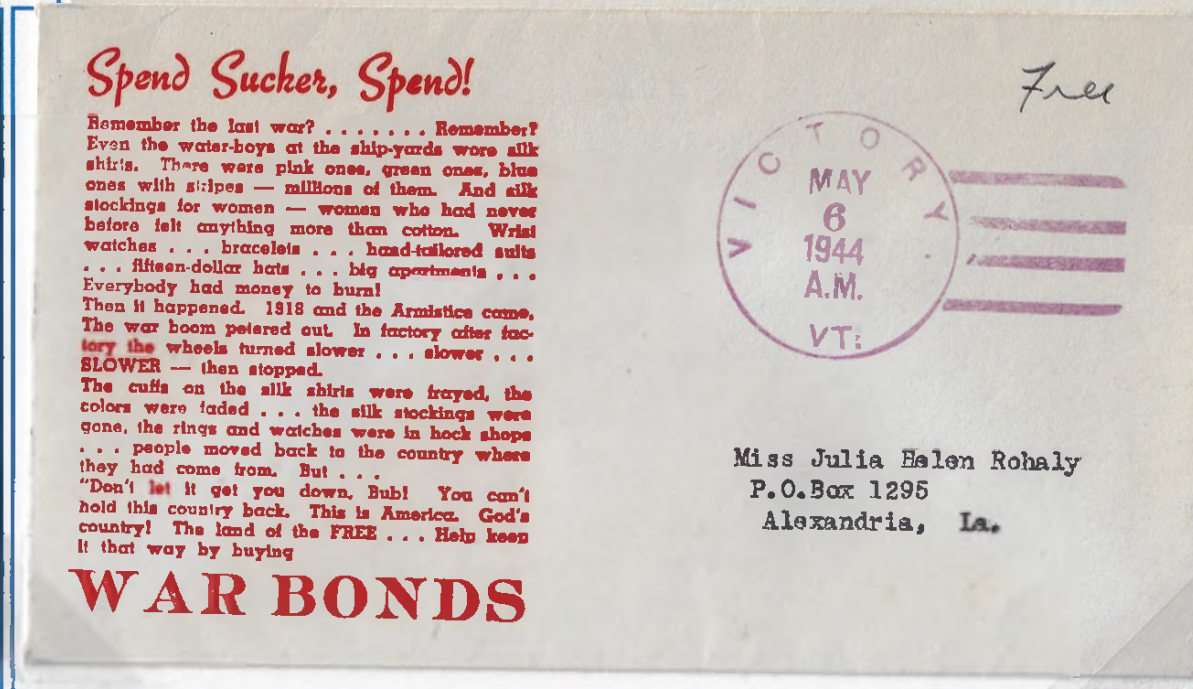 Spend Sucker, Spend!
Remember the last war? . . . . . . . Remember?
Even the water-boys at the ship-yards wore silk
shirts. There were pink ones, green ones, blue
ones with stripes — millions of them. And silk
stockings for women — women who had never
before felt anything more than cotton. Wrist
watches . . . bracelets . . . hand-tailored suits
. . . fifteen-dollar hats . . . big apartments . . .
Everybody had money to burn!
Then it happened. 1918 and the Armistice came.
The war boom petered out. In factory after fac-
tory the wheels turned slower . . . slower . . .
SLOWER — then stopped.
The cuffs on the silk shirts were frayed, the
colors were faded . . . the silk stockings were
gone, the rings and watches were in hock shops
. . . people moved back to the country where
they had come from. But . . .
"Don't let it get you down, Bub! You can't
hold this country back. This is America. God's
country! The land of the FREE . . . Help keep
it that way by buying
WAR BONDS
Free
VICTORY
MAY
6
1944
A.M.
VT.
Miss Julia Helen Rohaly
P.O.Box 1295
Alexandria, La.